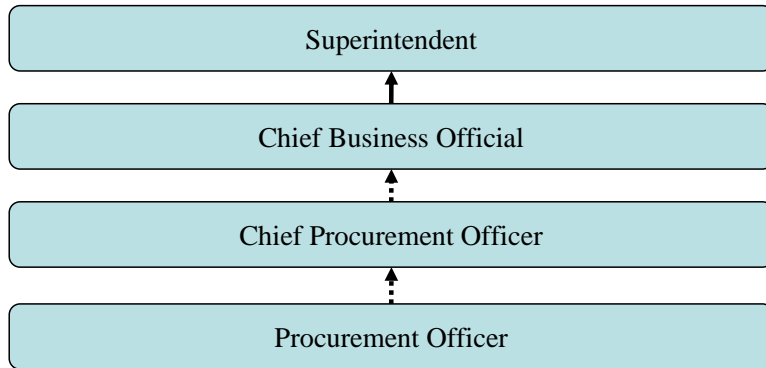 Superintendent
Chief Business Official
Chief Procurement Officer
Procurement Officer